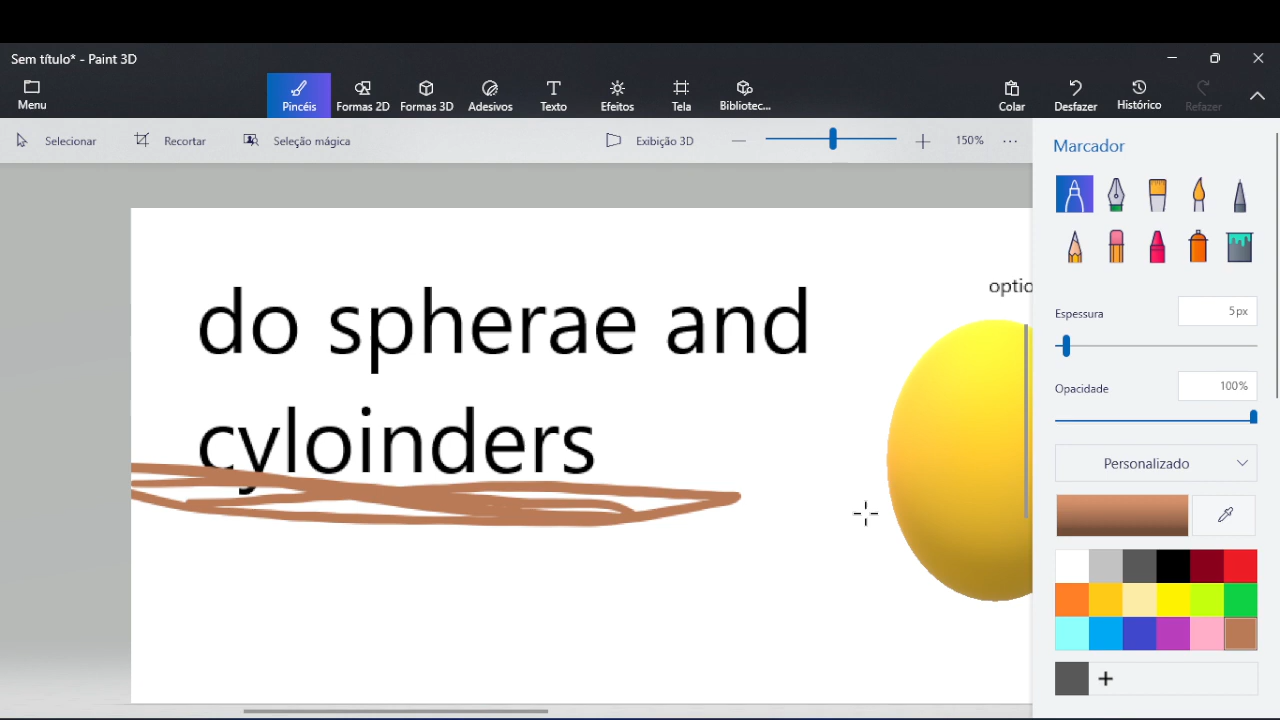 Sem título* - Paint 3D
Menu
Pincéis
Formas 2D
Formas 3D
Adesivos
Texto
Efeitos
Tela
Bibliotec...
Colar
Desfazer
Histórico
Refazer
Selecionar
Recortar
Seleção mágica
Exibição 3D
150%
Marcador
do spherae and
cyloinders
optio
Espessura
5px
Opacidade
100%
Personalizado